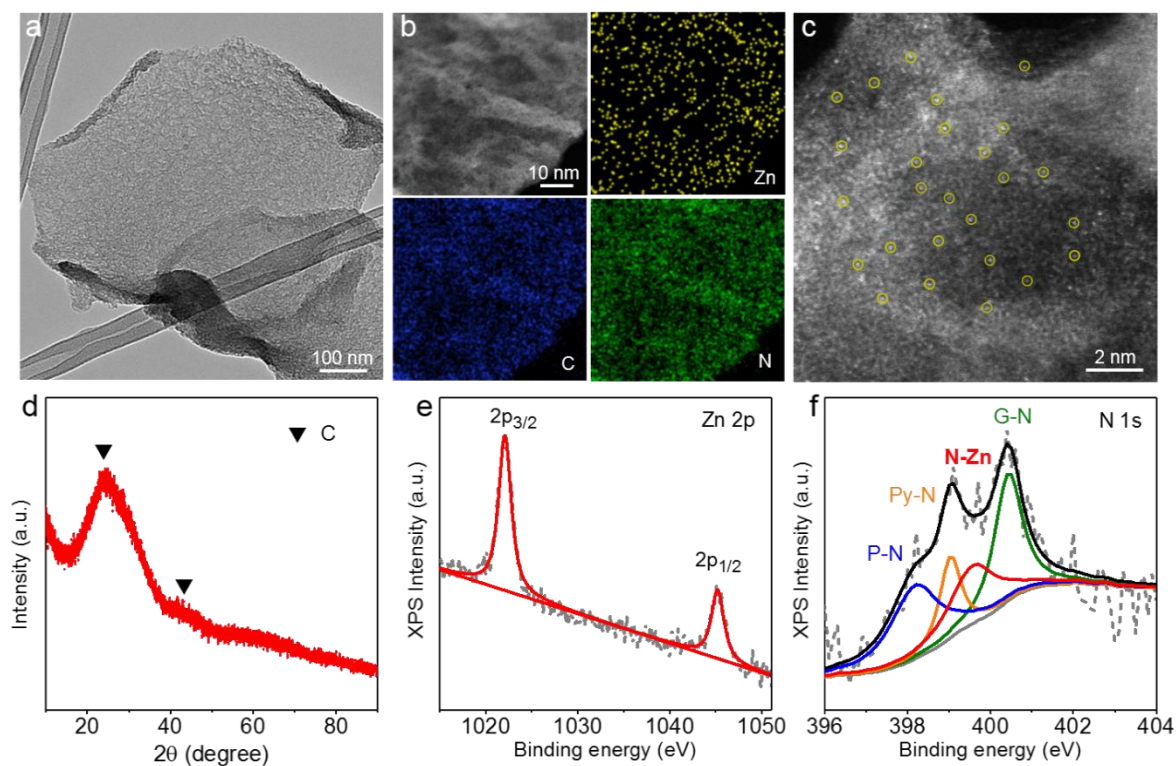 a
100 nm
b
10 nm
Zn
C
N
c
2 nm
d
▼ C
Intensity (a.u.)
20 40 60 80
2θ (degree)
e
2p3/2
Zn 2p
2p1/2
XPS Intensity (a.u.)
1020 1030 1040 1050
Binding energy (eV)
f
G-N
N 1s
N-Zn
Py-N
P-N
XPS Intensity (a.u.)
396 398 400 402 404
Binding energy (eV)